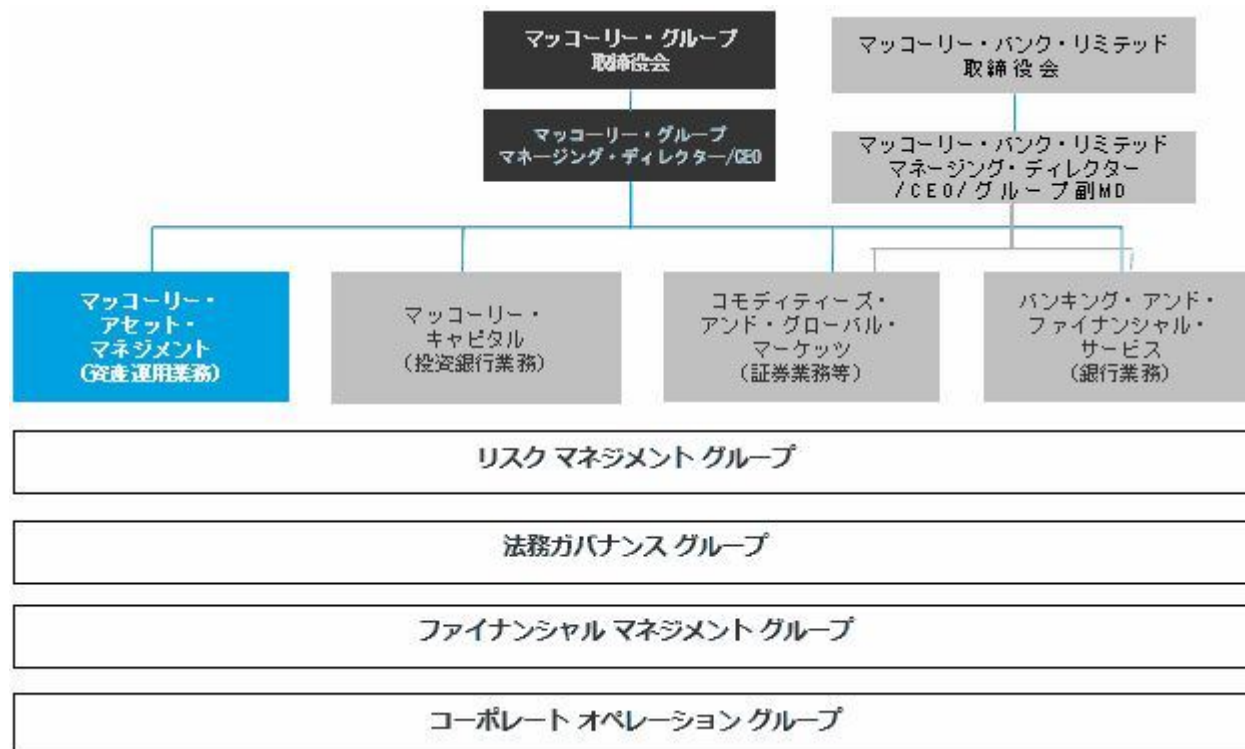 マッコーリー・グループ
取締役会
マッコーリー・バンク・リミテッド
取締役会
マッコーリー・グループ
マネージング・ディレクター/CEO
マッコーリー・バンク・リミテッド
マネージング・ディレクター
/CEO/グループ副MD
マッコーリー・
アセット・
マネジメント
(資産運用業務)
マッコーリー・
キャピタル
(投資銀行業務)
コモディティーズ・
アンド・グローバル・
マーケッツ
(証券業務等)
バンキング・アンド・
ファイナンシャル・
サービス
(銀行業務)
リスク マネジメント グループ
法務ガバナンス グループ
ファイナンシャル マネジメント グループ
コーポレート オペレーション グループ